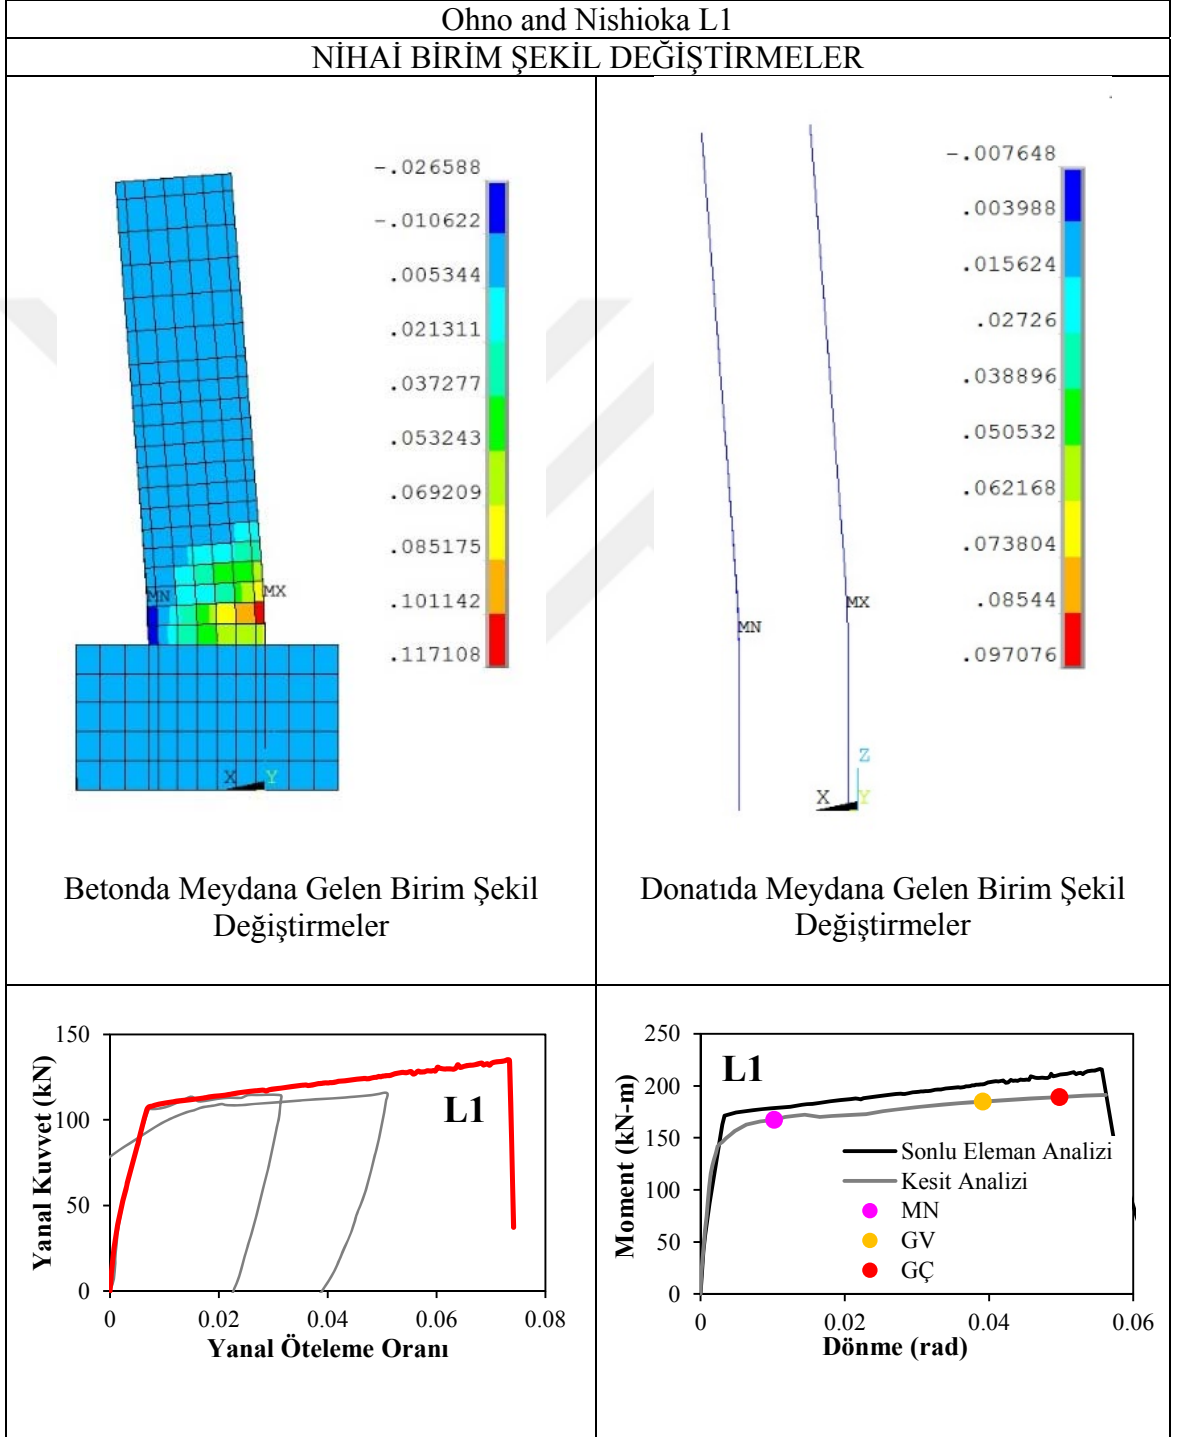 Ohno and Nishioka L1
NİHAİ BİRİM ŞEKİL DEĞİŞTİRMELER
-.026588
-.010622
.005344
.021311
.037277
.053243
.069209
.085175
.101142
.117108
MN
MX
X
Y
Betonda Meydana Gelen Birim Şekil
Değiştirmeler
-.007648
.003988
.015624
.02726
.038896
.050532
.062168
.073804
.08544
.097076
MX
MN
Z
X
Y
Donatıda Meydana Gelen Birim Şekil
Değiştirmeler
150
100
50
0
Yanal Kuvvet (kN)
L1
0 0.02 0.04 0.06 0.08
Yanal Öteleme Oranı
250
200
150
100
50
0
Moment (kN-m)
L1
Sonlu Eleman Analizi
Kesit Analizi
MN
GV
GÇ
0 0.02 0.04 0.06
Dönme (rad)